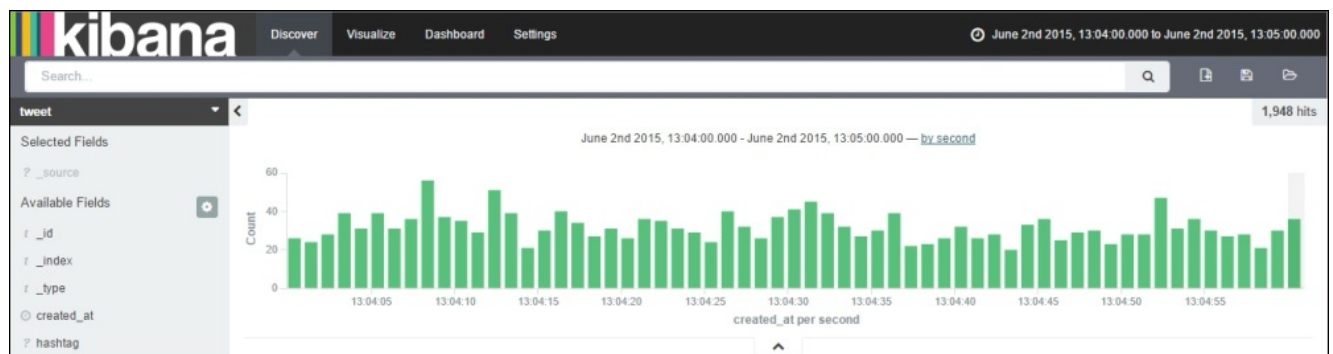 kibana Discover Visualize Dashboard Settings June 2nd 2015, 13:04:00.000 to June 2nd 2015, 13:05:00.000
Search...
tweet
1,948 hits
Selected Fields
June 2nd 2015, 13:04:00.000 - June 2nd 2015, 13:05:00.000 — by second
? _source
Available Fields
t _id
t _index
t _type
created_at
? hashtag
Count
60
40
20
0
13:04:05 13:04:10 13:04:15 13:04:20 13:04:25 13:04:30 13:04:35 13:04:40 13:04:45 13:04:50 13:04:55
created_at per second